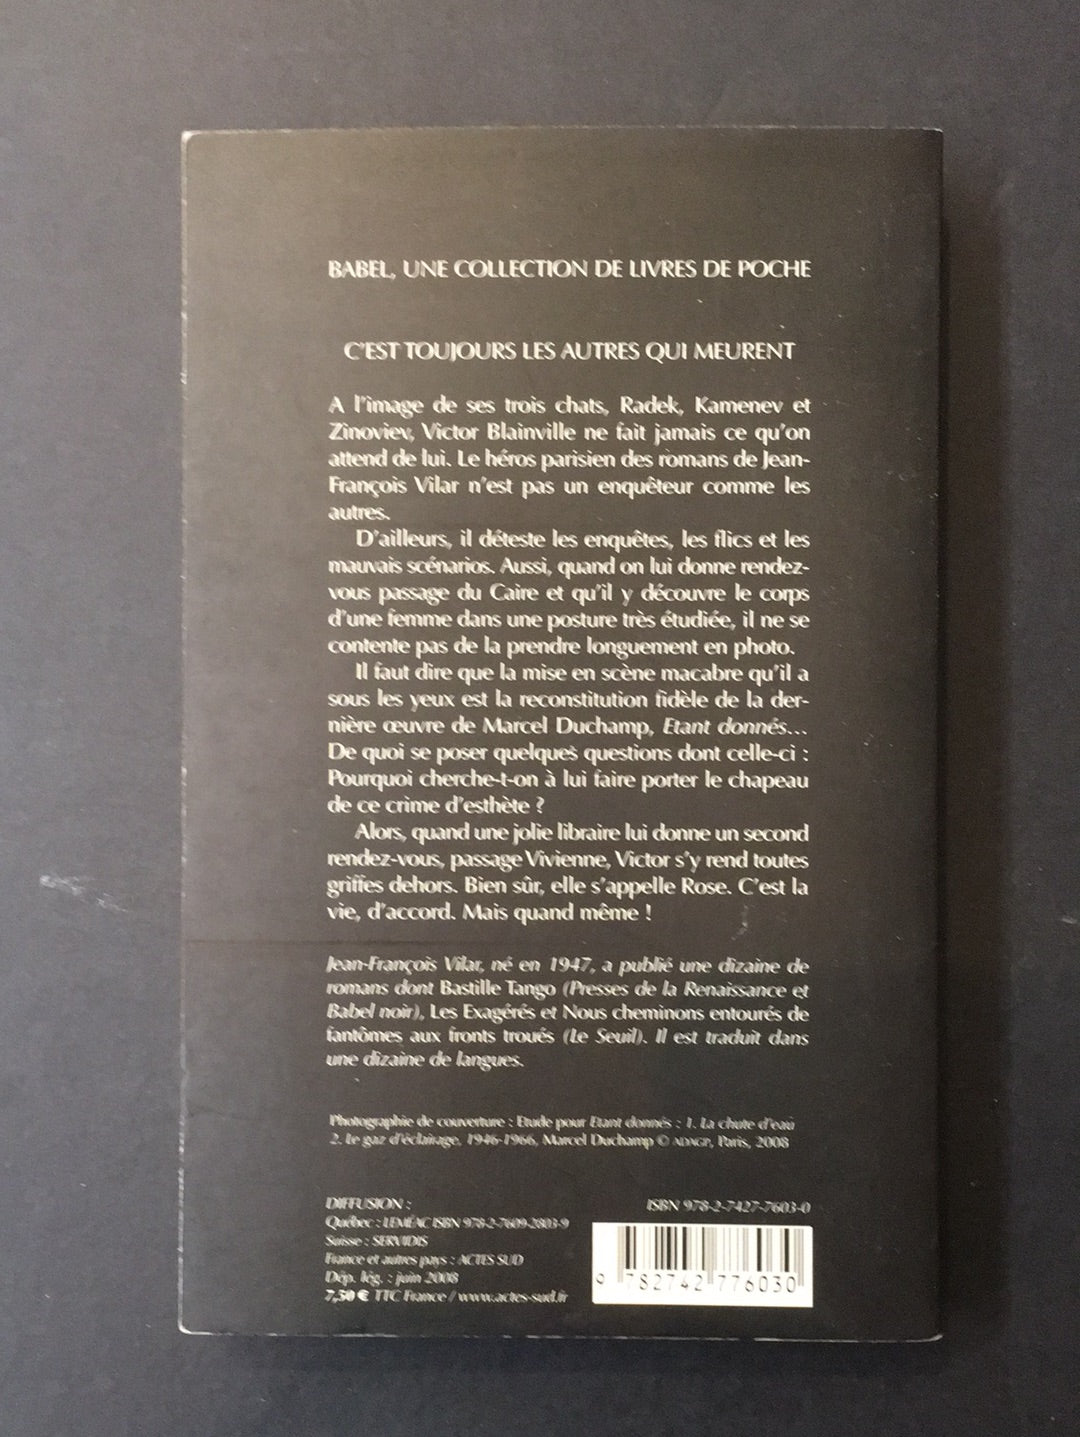 BABEL, UNE COLLECTION DE LIVRES DE POCHE
C'EST TOUJOURS LES AUTRES QUI MEURENT
A l'image de ses trois chats, Radek, Kamenev et
Zinoviev, Victor Blainville ne fait jamais ce qu'on
attend de lui. Le héros parisien des romans de Jean-
François Vilar n'est pas un enquêteur comme les
autres.
D'ailleurs, il déteste les enquêtes, les flics et les
mauvais scénarios. Aussi, quand on lui donne rendez-
vous passage du Caire et qu'il y découvre le corps
d'une femme dans une posture très étudiée, il ne se
contente pas de la prendre longuement en photo.
Il faut dire que la mise en scène macabre qu'il a
sous les yeux est la reconstitution fidèle de la der-
nière œuvre de Marcel Duchamp, Etant donnés...
De quoi se poser quelques questions dont celle-ci :
Pourquoi cherche-t-on à lui faire porter le chapeau
de ce crime d'esthète ?
Alors, quand une jolie libraire lui donne un second
rendez-vous, passage Vivienne, Victor s'y rend toutes
griffes dehors. Bien sûr, elle s'appelle Rose. C'est la
vie, d'accord. Mais quand même !
Jean-François Vilar, né en 1947, a publié une dizaine de
romans dont Bastille Tango (Presses de la Renaissance et
Babel noir), Les Exagérés et Nous cheminons entourés de
fantômes aux fronts troués (Le Seuil). Il est traduit dans
une dizaine de langues.
Photographie de couverture : Etude pour Etant donnés : 1. La chute d'eau
2. Le gaz d'éclairage, 1946-1966, Marcel Duchamp © ADAGP, Paris, 2008
DIFFUSION :
Québec : LEMÉAC ISBN 978-2-7609-2803-9
Suisse : SERVIDIS
France et autres pays : ACTES SUD
Dép. lég. : juin 2008
7,50 € TTC France / www.actes-sud.fr
ISBN 978-2-7427-7603-0
9 782742 776030